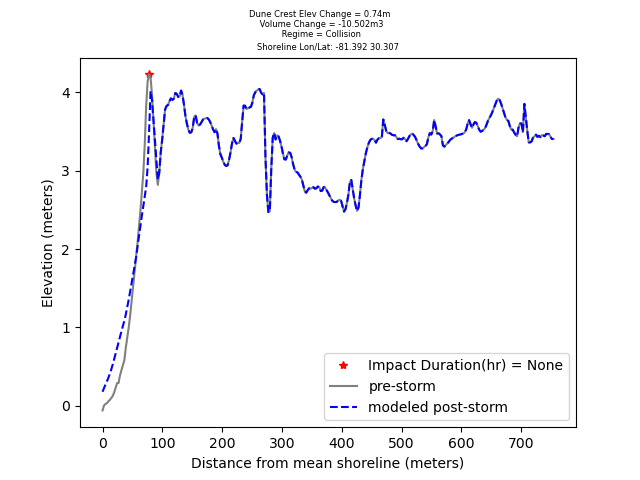 Dune Crest Elev Change = 0.74m
Volume Change = -10.502m3
Regime = Collision
Shoreline Lon/Lat: -81.392 30.307
Elevation (meters)
4
3
2
1
0
Impact Duration(hr) = None
pre-storm
modeled post-storm
0 100 200 300 400 500 600 700
Distance from mean shoreline (meters)